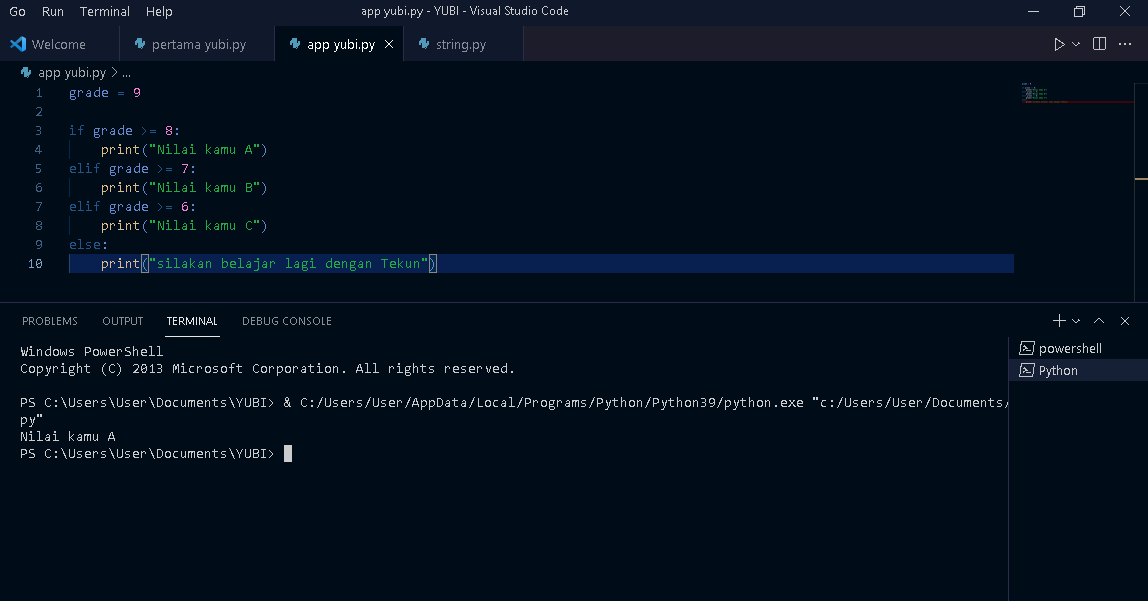 Go Run Terminal Help app yubi.py - YUBI - Visual Studio Code
Welcome pertama yubi.py app yubi.py string.py
app yubi.py > ...
1 grade = 9
2
3 if grade >= 8:
4 print("Nilai kamu A")
5 elif grade >= 7:
6 print("Nilai kamu B")
7 elif grade >= 6:
8 print("Nilai kamu C")
9 else:
10 print("silakan belajar lagi dengan Tekun")
PROBLEMS OUTPUT TERMINAL DEBUG CONSOLE
Windows PowerShell
Copyright (C) 2013 Microsoft Corporation. All rights reserved.
PS C:\Users\User\Documents\YUBI> & C:/Users/User/AppData/Local/Programs/Python/Python39/python.exe "c:/Users/User/Documents/
py"
Nilai kamu A
PS C:\Users\User\Documents\YUBI>
powershell
Python